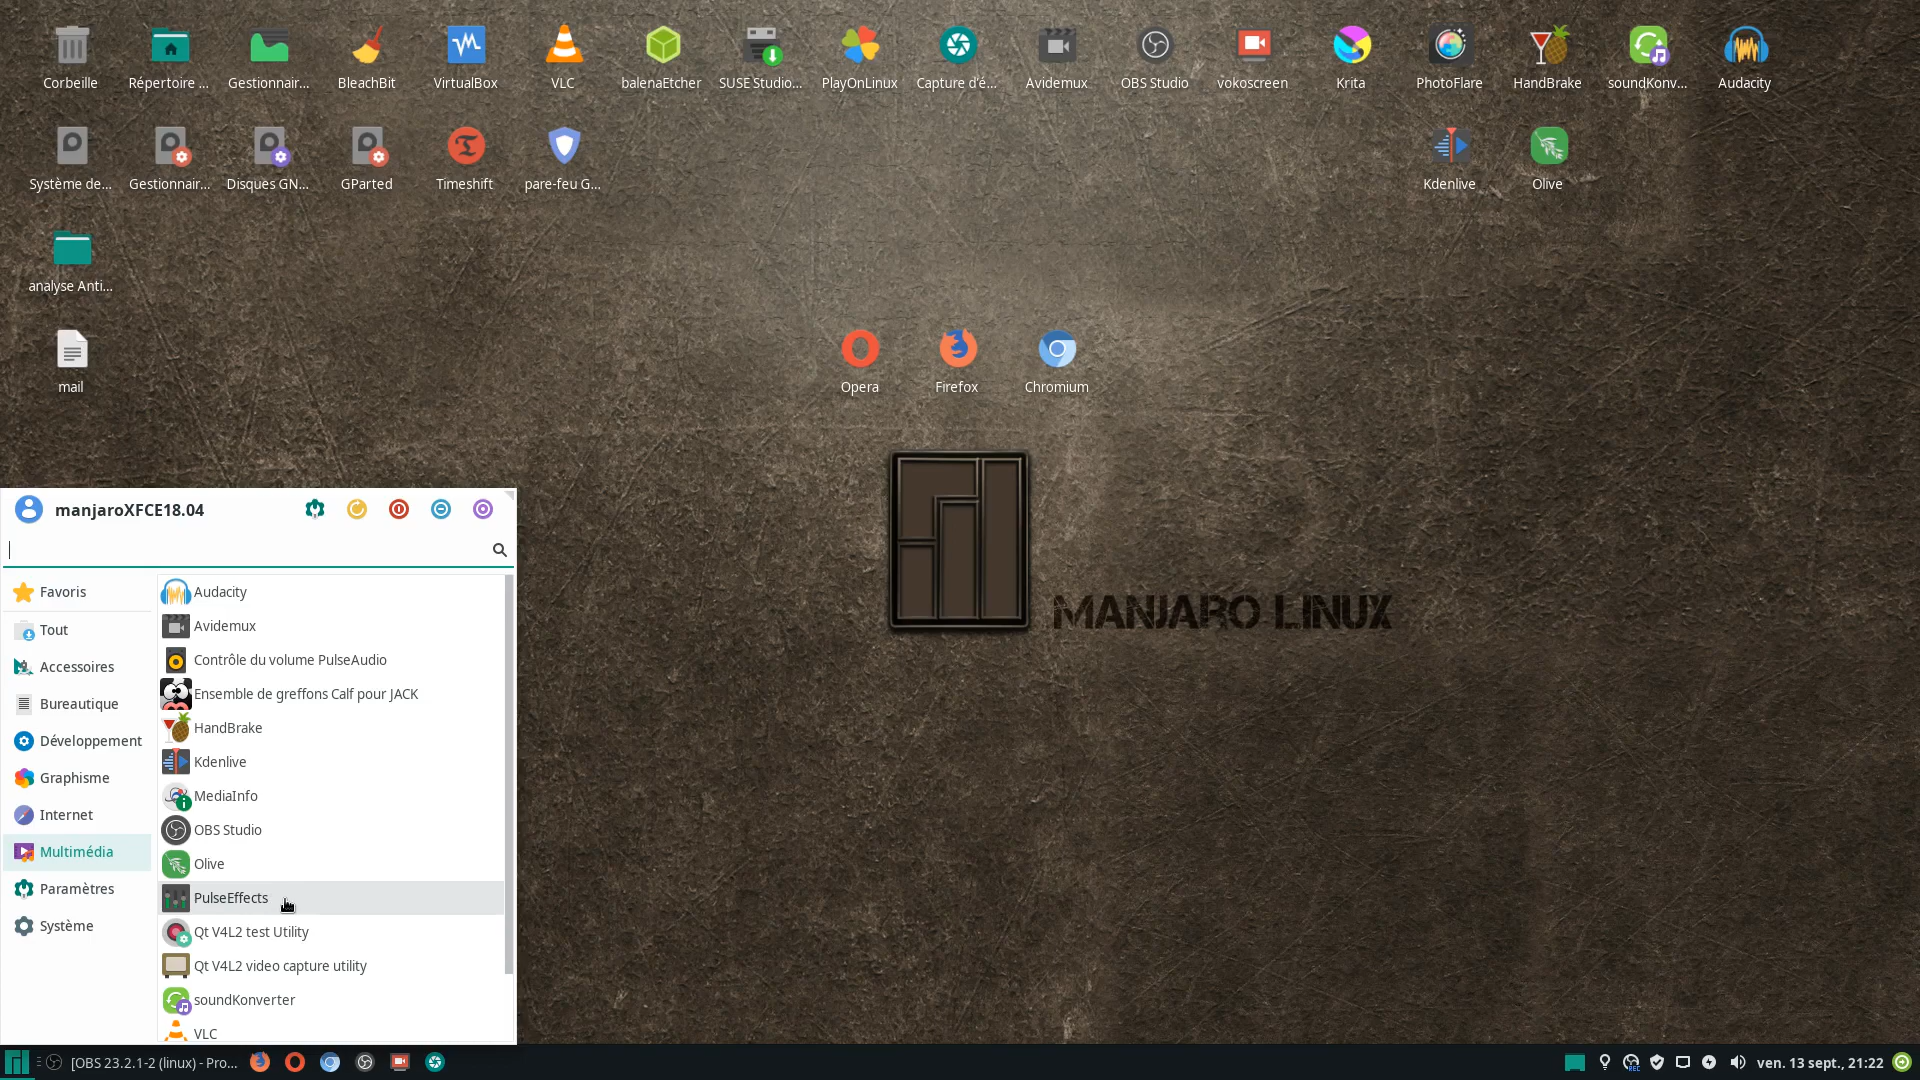 Corbeille
Répertoire ...
Gestionnair...
BleachBit
VirtualBox
VLC
balenaEtcher
SUSE Studio...
PlayOnLinux
Capture d'é...
Avidemux
OBS Studio
vokoscreen
Krita
PhotoFlare
HandBrake
soundKonv...
Audacity
Système de...
Gestionnair...
Disques GN...
GParted
Timeshift
pare-feu G...
Kdenlive
Olive
analyse Anti...
mail
Opera
Firefox
Chromium
MANJARO LINUX
manjaroXFCE18.04
Favoris
Tout
Accessoires
Bureautique
Développement
Graphisme
Internet
Multimédia
Paramètres
Système
Audacity
Avidemux
Contrôle du volume PulseAudio
Ensemble de greffons Calf pour JACK
HandBrake
Kdenlive
MediaInfo
OBS Studio
Olive
PulseEffects
Qt V4L2 test Utility
Qt V4L2 video capture utility
soundKonverter
VLC
[OBS 23.2.1-2 (linux) - Pro...
REC
ven. 13 sept., 21:22